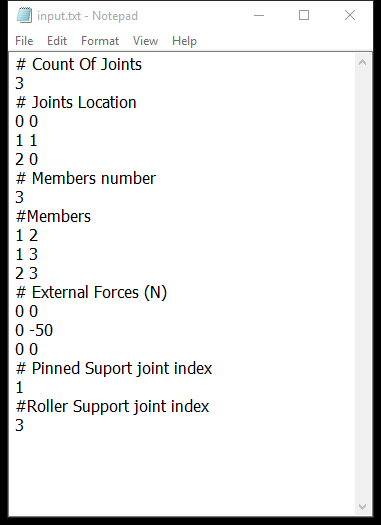 input.txt - Notepad
File Edit Format View Help
# Count Of Joints
3
# Joints Location
0 0
1 1
2 0
# Members number
3
#Members
1 2
1 3
2 3
# External Forces (N)
0 0
0 -50
0 0
# Pinned Suport joint index
1
#Roller Support joint index
3